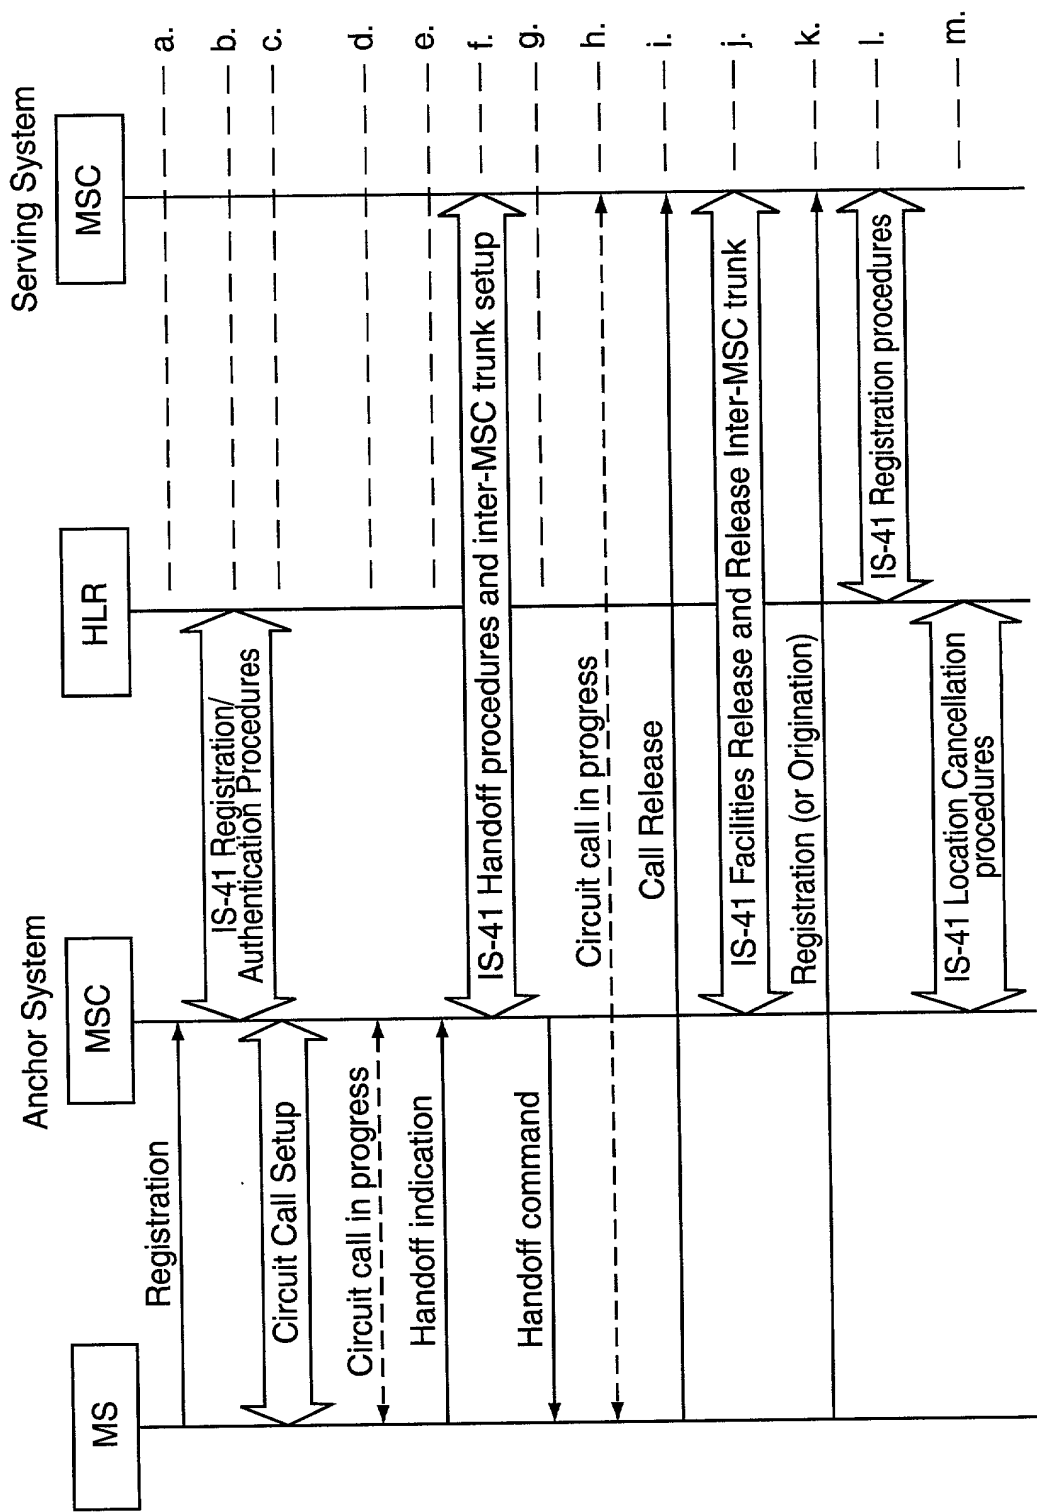 Anchor System
Serving System
MS
MSC
HLR
MSC
Registration
a.
IS-41 Registration/
Authentication Procedures
b.
Circuit Call Setup
c.
Circuit call in progress
d.
Handoff indication
e.
IS-41 Handoff procedures and inter-MSC trunk setup
f.
Handoff command
g.
Circuit call in progress
h.
Call Release
i.
IS-41 Facilities Release and Release Inter-MSC trunk
j.
Registration (or Origination)
k.
IS-41 Registration procedures
l.
IS-41 Location Cancellation
procedures
m.